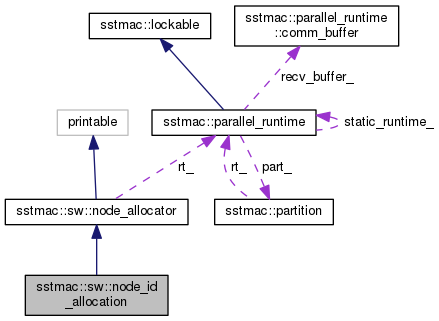 sstmac::lockable
sstmac::parallel_runtime
::comm_buffer
recv_buffer_
printable
sstmac::parallel_runtime
static_runtime_
rt_
rt_
part_
sstmac::sw::node_allocator
sstmac::partition
sstmac::sw::node_id
_allocation